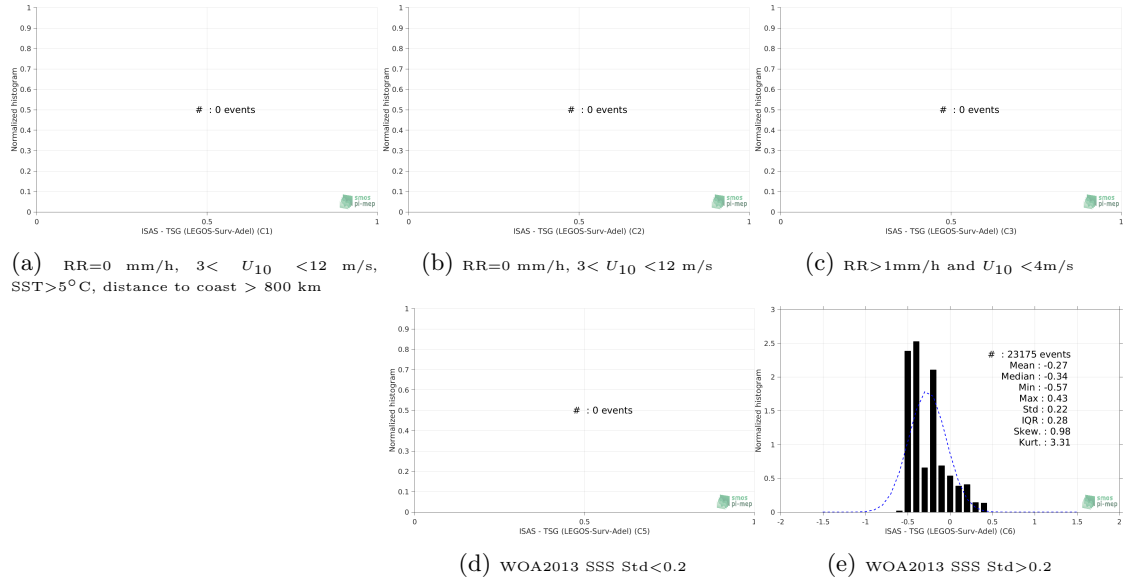 1
0.9
0.8
0.7
0.6
0.5
0.4
0.3
0.2
0.1
0
Normalized histogram
# : 0 events
smos
pi-mep
0 0.5 1
ISAS - TSG (LEGOS-Surv-Adel) (C1)
(a) RR=0 mm/h, 3< U10 <12 m/s,
SST>5°C, distance to coast > 800 km
1
0.9
0.8
0.7
0.6
0.5
0.4
0.3
0.2
0.1
0
Normalized histogram
# : 0 events
smos
pi-mep
0 0.5 1
ISAS - TSG (LEGOS-Surv-Adel) (C2)
(b) RR=0 mm/h, 3< U10 <12 m/s
1
0.9
0.8
0.7
0.6
0.5
0.4
0.3
0.2
0.1
0
Normalized histogram
# : 0 events
smos
pi-mep
0 0.5 1
ISAS - TSG (LEGOS-Surv-Adel) (C3)
(c) RR>1mm/h and U10 <4m/s
1
0.9
0.8
0.7
0.6
0.5
0.4
0.3
0.2
0.1
0
Normalized histogram
# : 0 events
smos
pi-mep
0 0.5 1
ISAS - TSG (LEGOS-Surv-Adel) (C5)
(d) WOA2013 SSS Std<0.2
3
2.5
2
1.5
1
0.5
0
Normalized histogram
# : 23175 events
Mean : -0.27
Median : -0.34
Min : -0.57
Max : 0.43
Std : 0.22
IQR : 0.28
Skew. : 0.98
Kurt. : 3.31
smos
pi-mep
-2 -1.5 -1 -0.5 0 0.5 1 1.5 2
ISAS - TSG (LEGOS-Surv-Adel) (C6)
(e) WOA2013 SSS Std>0.2